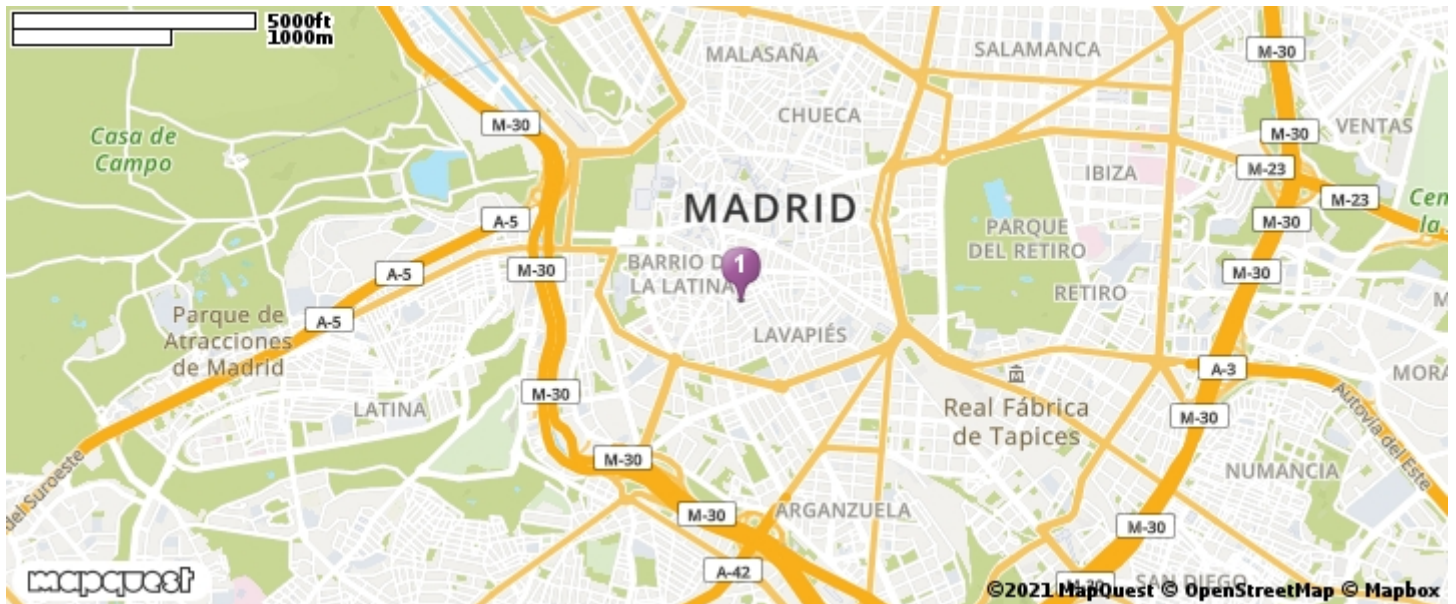 5000ft
1000m
MALASAÑA
SALAMANCA
M-30
CHUECA
M-30
M-30
VENTAS
Casa de
Campo
IBIZA
M-23
M-23
MADRID
Cen
la
A-5
M-30
PARQUE
DEL RETIRO
BARRIO D
LA LATINA
1
A-5
M-30
M-30
RETIRO
Parque de
Atracciones
de Madrid
A-5
LAVAPIÉS
A-3
MORA
M-30
LATINA
Real Fábrica
de Tapices
M-30
Autovía del Este
del Suroeste
M-30
NUMANCIA
M-30
ARGANZUELA
M-30
A-42
SAN DIEGO
mapquest
©2021 MapQuest © OpenStreetMap © Mapbox